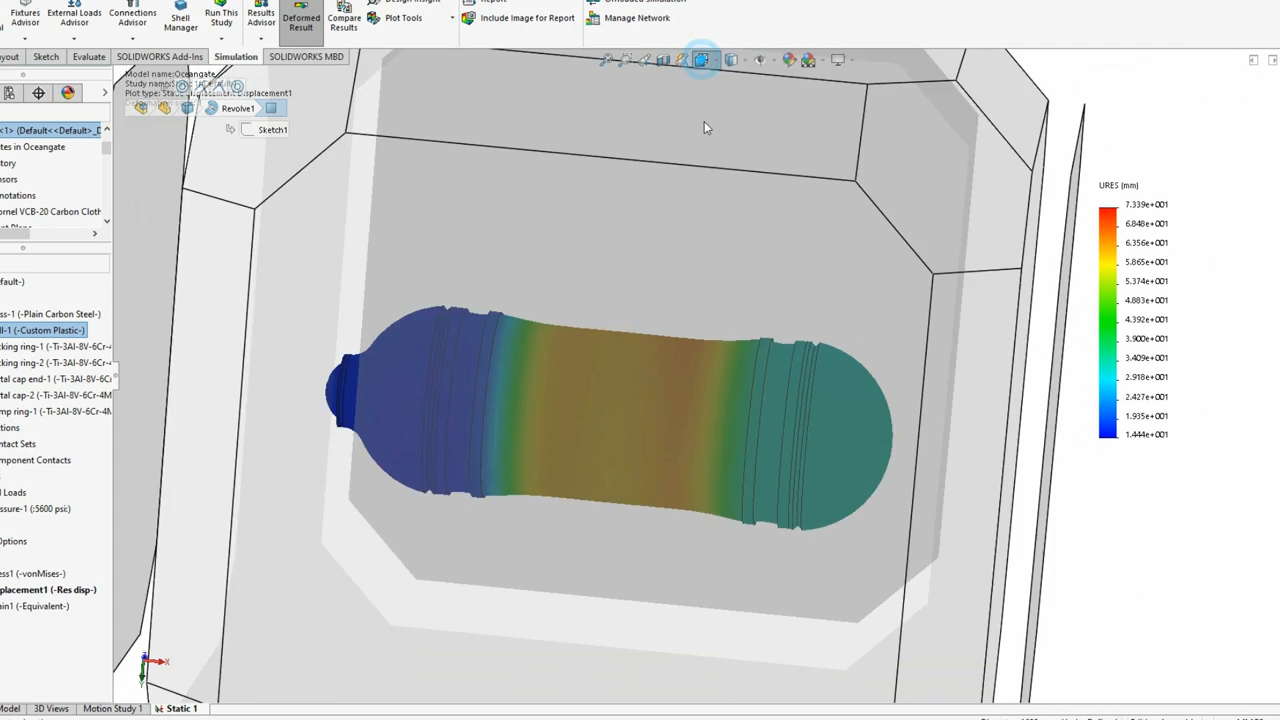 Fixtures Advisor
External Loads Advisor
Connections Advisor
Shell Manager
Run This Study
Results Advisor
Deformed Result
Compare Results
Plot Tools
Include Image for Report
Manage Network
yout
Sketch
Evaluate
SOLIDWORKS Add-Ins
Simulation
SOLIDWORKS MBD
Model name:Oceangate
Plot type: Static displacement Displacement1
Revolve1
Sketch1
<1> (Default<<Default>_D
tes in Oceangate
tory
sors
notations
ornel VCB-20 Carbon Cloth
efault-)
ss-1 (-Plain Carbon Steel-)
ll-1 (-Custom Plastic-)
cking ring-1 (-Ti-3Al-8V-6Cr-4
cking ring-2 (-Ti-3Al-8V-6Cr-4
tal cap end-1 (-Ti-3Al-8V-6C
tal cap-2 (-Ti-3Al-8V-6Cr-4M
mp ring-1 (-Ti-3Al-8V-6Cr-4
tions
ntact Sets
mponent Contacts
s
l Loads
ssure-1 (:5600 psi:)
Options
ess1 (-vonMises-)
placement1 (-Res disp-)
ain1 (-Equivalent-)
URES (mm)
7.339e+001
6.848e+001
6.356e+001
5.865e+001
5.374e+001
4.883e+001
4.392e+001
3.900e+001
3.409e+001
2.918e+001
2.427e+001
1.935e+001
1.444e+001
X
Y
Model
3D Views
Motion Study 1
Static 1